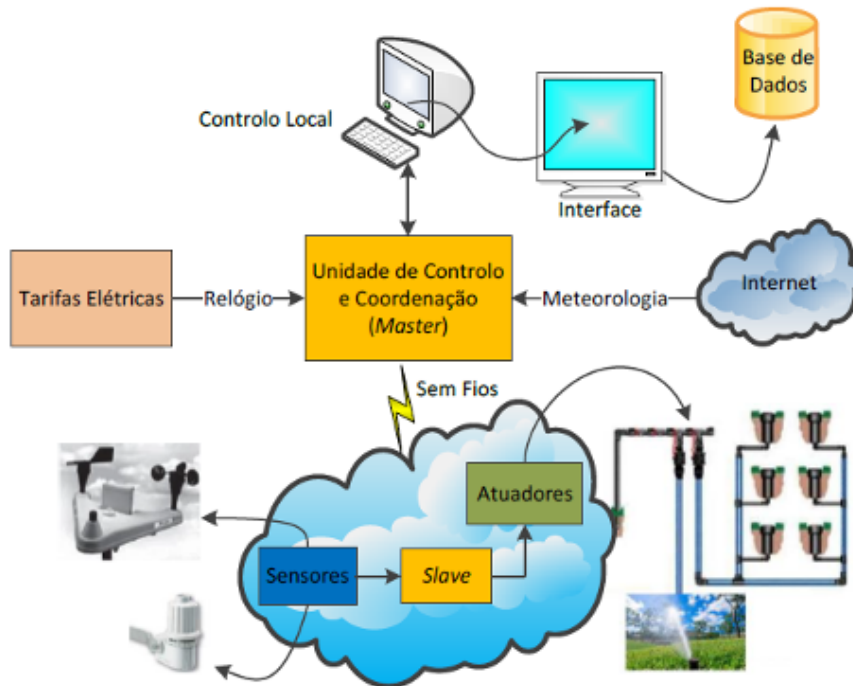 Base de
Dados
Controlo Local
Interface
Tarifas Elétricas
Relógio
Unidade de Controlo
e Coordenação
(Master)
Meteorologia
Internet
Sem Fios
Atuadores
Sensores
Slave